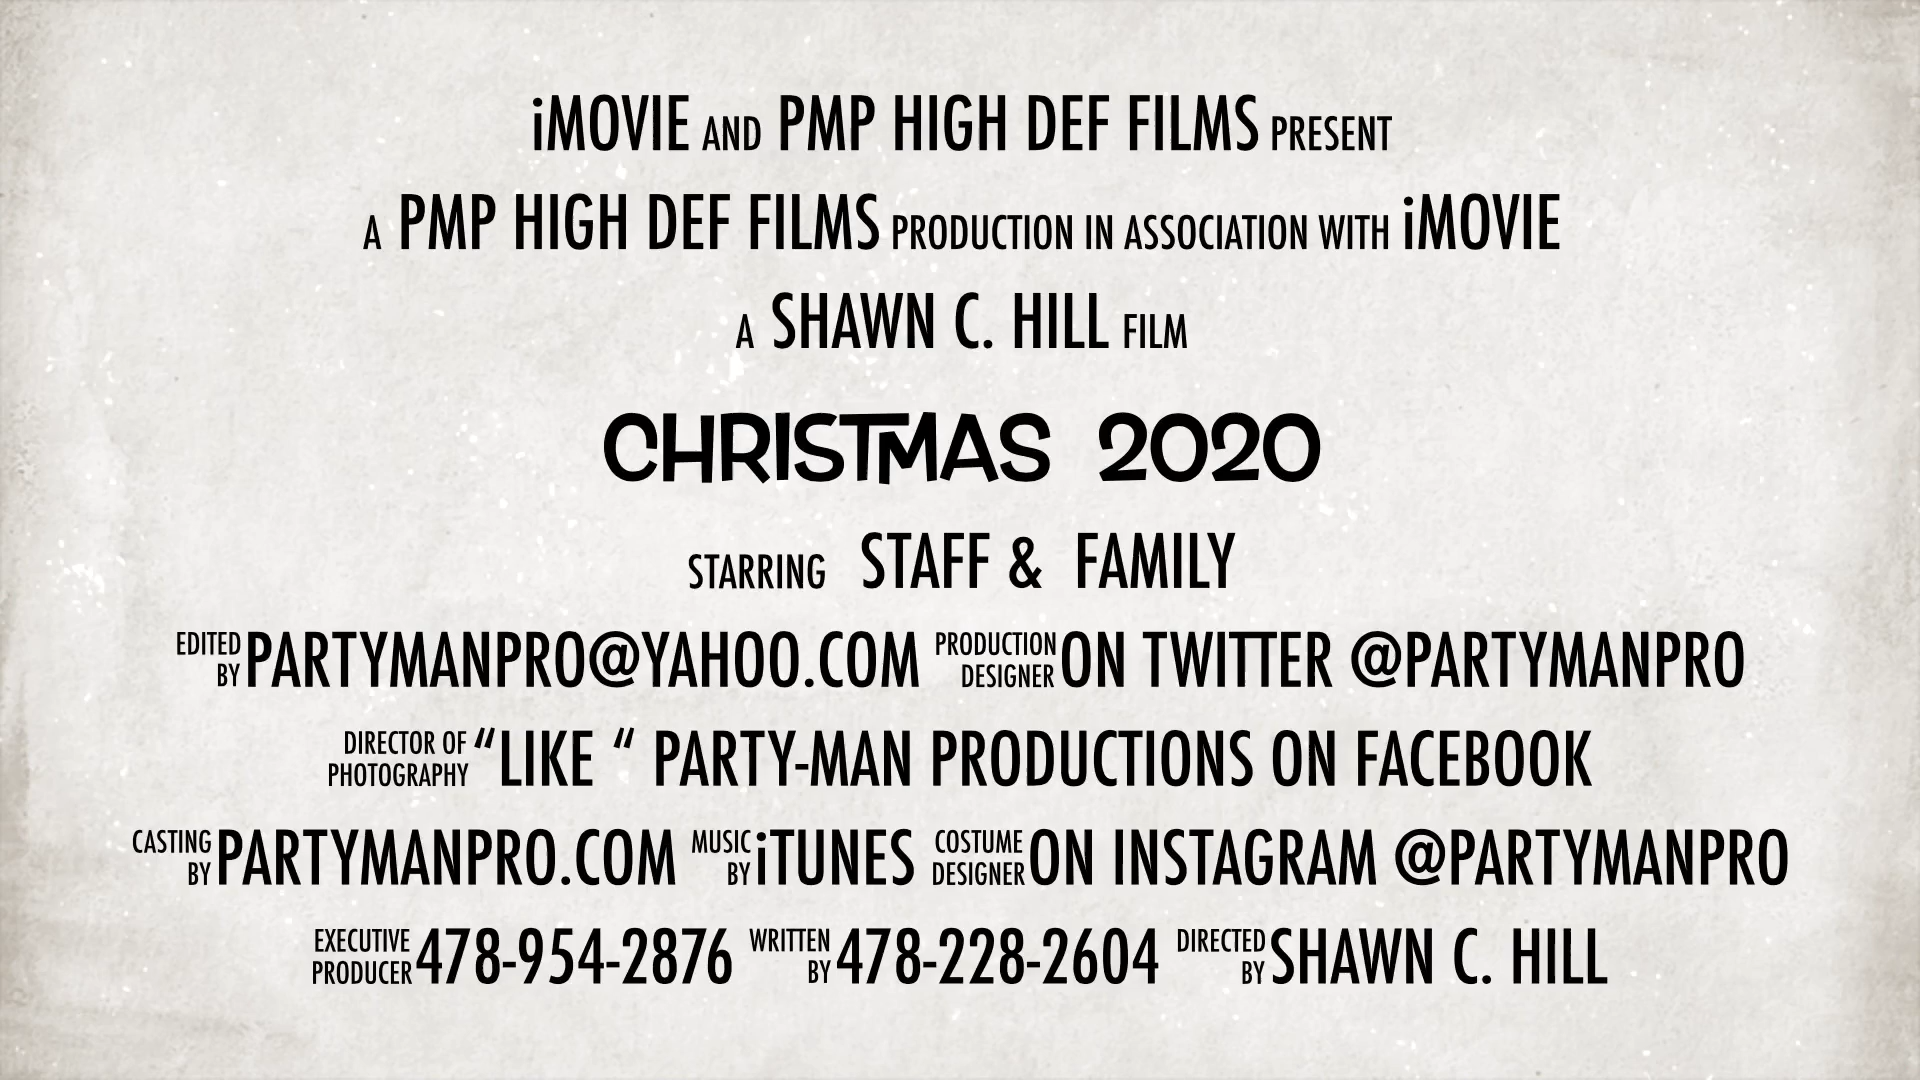 iMOVIE AND PMP HIGH DEF FILMS PRESENT
A PMP HIGH DEF FILMS PRODUCTION IN ASSOCIATION WITH iMOVIE
A SHAWN C. HILL FILM
CHRISTMAS 2020
STARRING STAFF & FAMILY
EDITED BY PARTYMANPRO@YAHOO.COM PRODUCTION DESIGNER ON TWITTER @PARTYMANPRO
DIRECTOR OF PHOTOGRAPHY “LIKE “ PARTY-MAN PRODUCTIONS ON FACEBOOK
CASTING BY PARTYMANPRO.COM MUSIC BY iTUNES COSTUME DESIGNER ON INSTAGRAM @PARTYMANPRO
EXECUTIVE PRODUCER 478-954-2876 WRITTEN BY 478-228-2604 DIRECTED BY SHAWN C. HILL